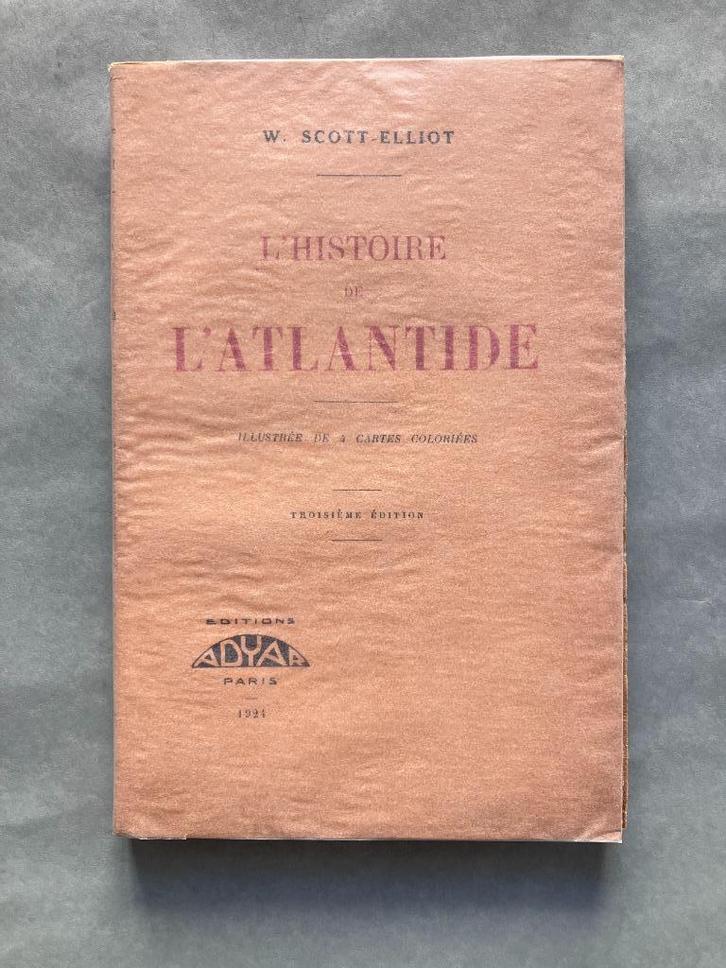 W. SCOTT-ELLIOT
L'HISTOIRE
DE
L'ATLANTIDE
ILLUSTRÉE DE 4 CARTES COLORIÉES
TROISIÈME ÉDITION
EDITIONS
ADYAR
PARIS
1924